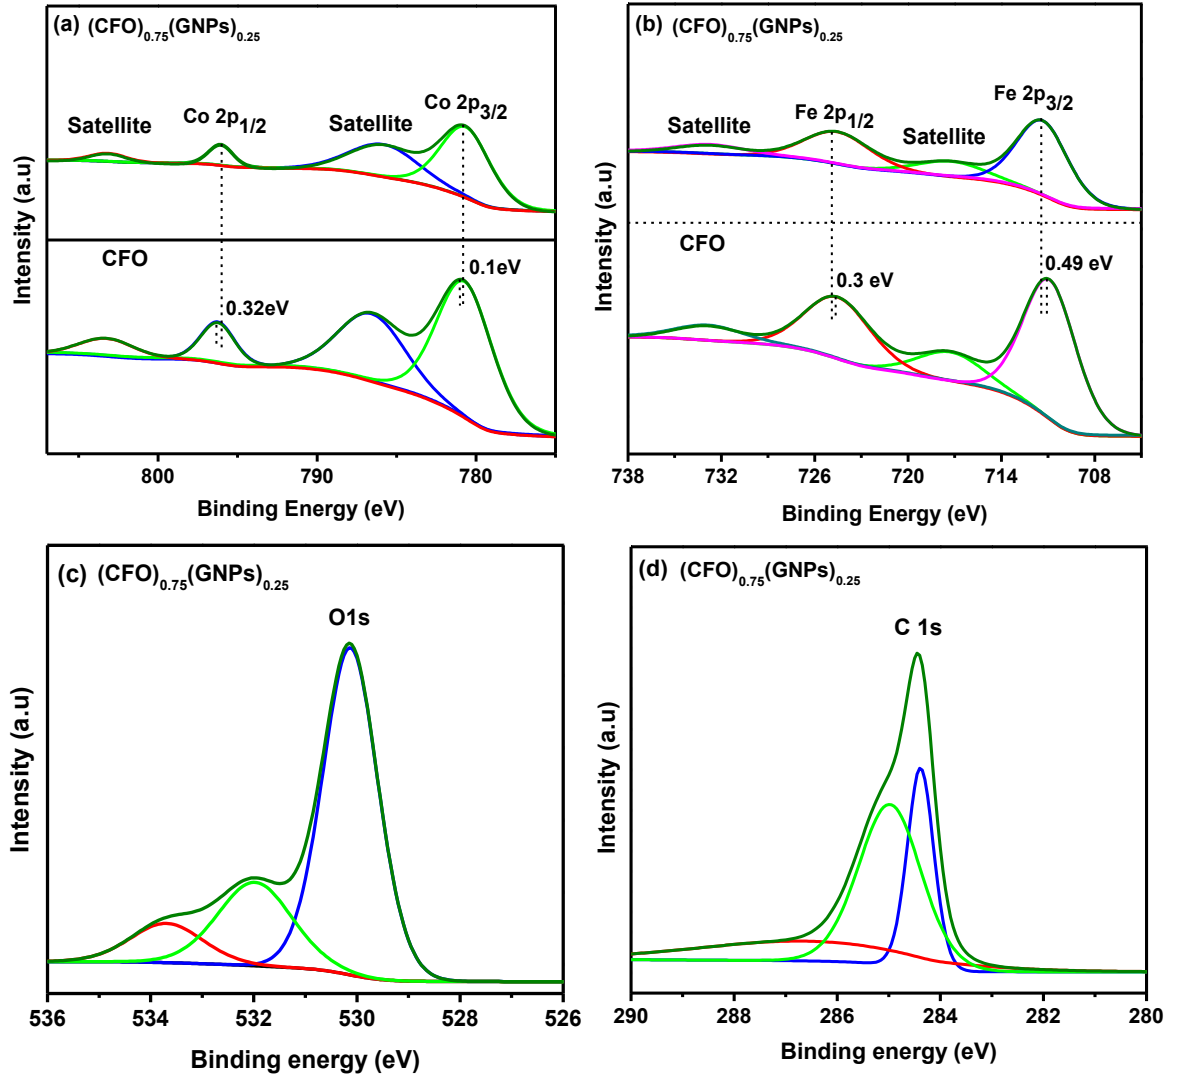 (a) (CFO)0.75(GNPs)0.25
Satellite
Co 2p1/2
Satellite
Co 2p3/2
CFO
0.32eV
0.1eV
Intensity (a.u)
800
790
780
Binding Energy (eV)
(b) (CFO)0.75(GNPs)0.25
Satellite
Fe 2p1/2
Satellite
Fe 2p3/2
CFO
0.3 eV
0.49 eV
Intensity (a.u)
738
732
726
720
714
708
Binding Energy (eV)
(c) (CFO)0.75(GNPs)0.25
O1s
Intensity (a.u)
536
534
532
530
528
526
Binding energy (eV)
(d) (CFO)0.75(GNPs)0.25
C 1s
Intensity (a.u)
290
288
286
284
282
280
Binding energy (eV)